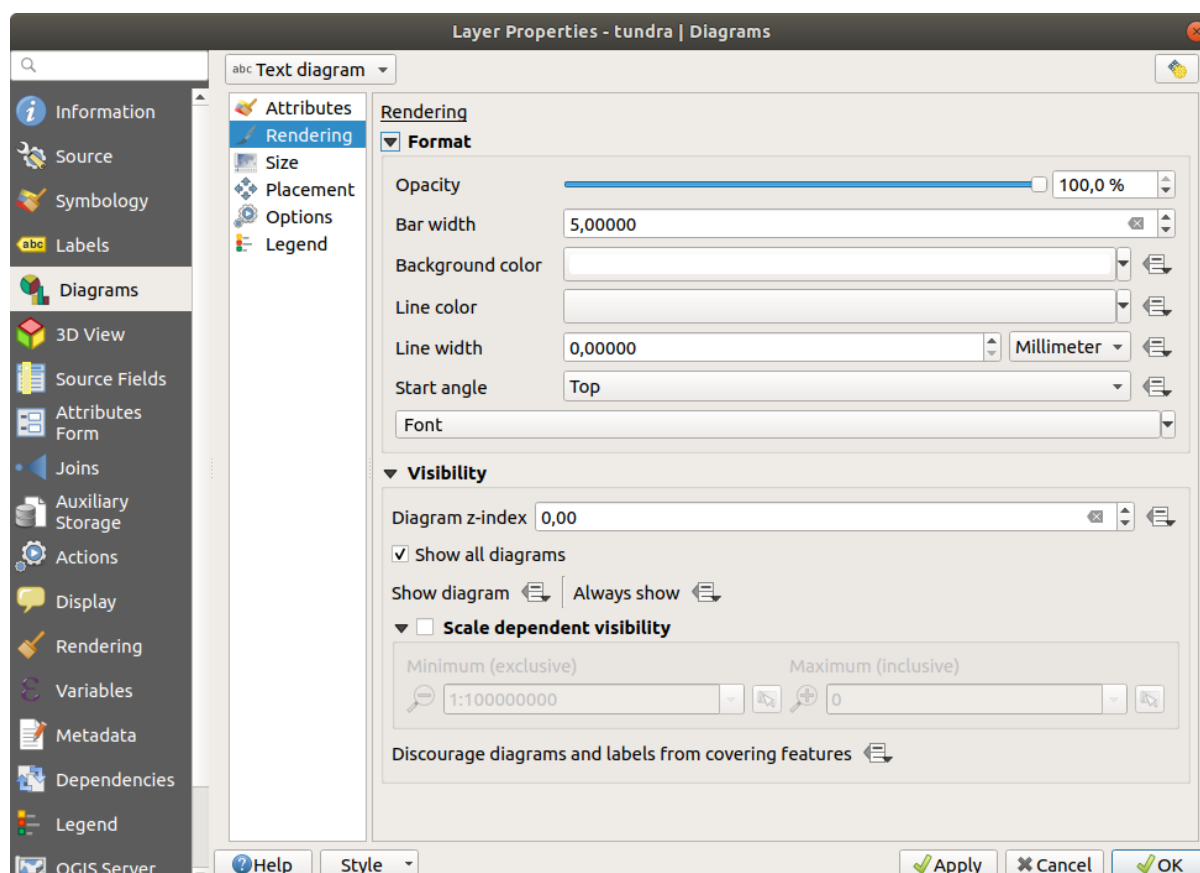 Layer Properties - tundra | Diagrams
abc Text diagram
Information
Source
Symbology
abc Labels
Diagrams
3D View
Source Fields
Attributes
Form
Joins
Auxiliary
Storage
Actions
Display
Rendering
Variables
Metadata
Dependencies
Legend
QGIS Server
Attributes
Rendering
Size
Placement
Options
Legend
Rendering
Format
Opacity 100,0 %
Bar width 5,00000
Background color
Line color
Line width 0,00000 Millimeter
Start angle Top
Font
Visibility
Diagram z-index 0,00
Show all diagrams
Show diagram Always show
Scale dependent visibility
Minimum (exclusive) Maximum (inclusive)
1:100000000 0
Discourage diagrams and labels from covering features
Help Style Apply Cancel OK